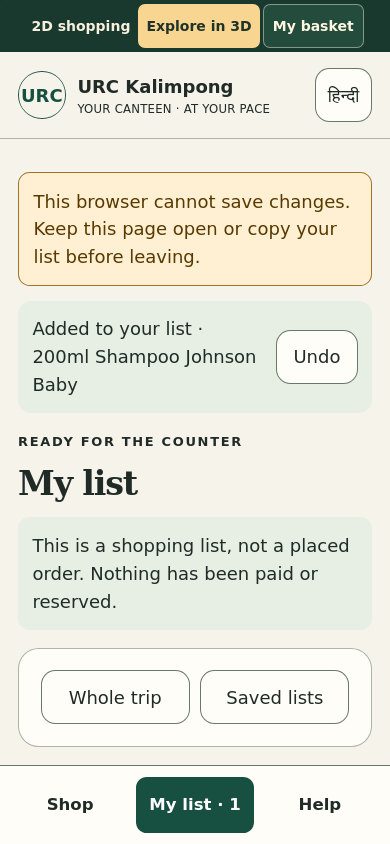 2D shopping
Explore in 3D
My basket
URC
URC Kalimpong
YOUR CANTEEN · AT YOUR PACE
हिन्दी
This browser cannot save changes.
Keep this page open or copy your
list before leaving.
Added to your list ·
200ml Shampoo Johnson
Baby
Undo
READY FOR THE COUNTER
My list
This is a shopping list, not a placed
order. Nothing has been paid or
reserved.
Whole trip
Saved lists
Shop
My list · 1
Help